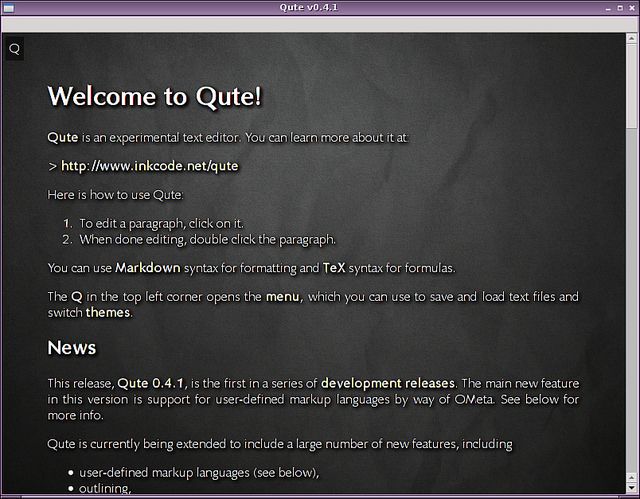 Qute v0.4.1
Q
Welcome to Qute!
Qute is an experimental text editor. You can learn more about it at:
> http://www.inkcode.net/qute
Here is how to use Qute:
1. To edit a paragraph, click on it.
2. When done editing, double click the paragraph.
You can use Markdown syntax for formatting and TeX syntax for formulas.
The Q in the top left corner opens the menu, which you can use to save and load text files and
switch themes.
News
This release, Qute 0.4.1, is the first in a series of development releases. The main new feature
in this version is support for user-defined markup languages by way of OMeta. See below for
more info.
Qute is currently being extended to include a large number of new features, including
• user-defined markup languages (see below),
• outlining,